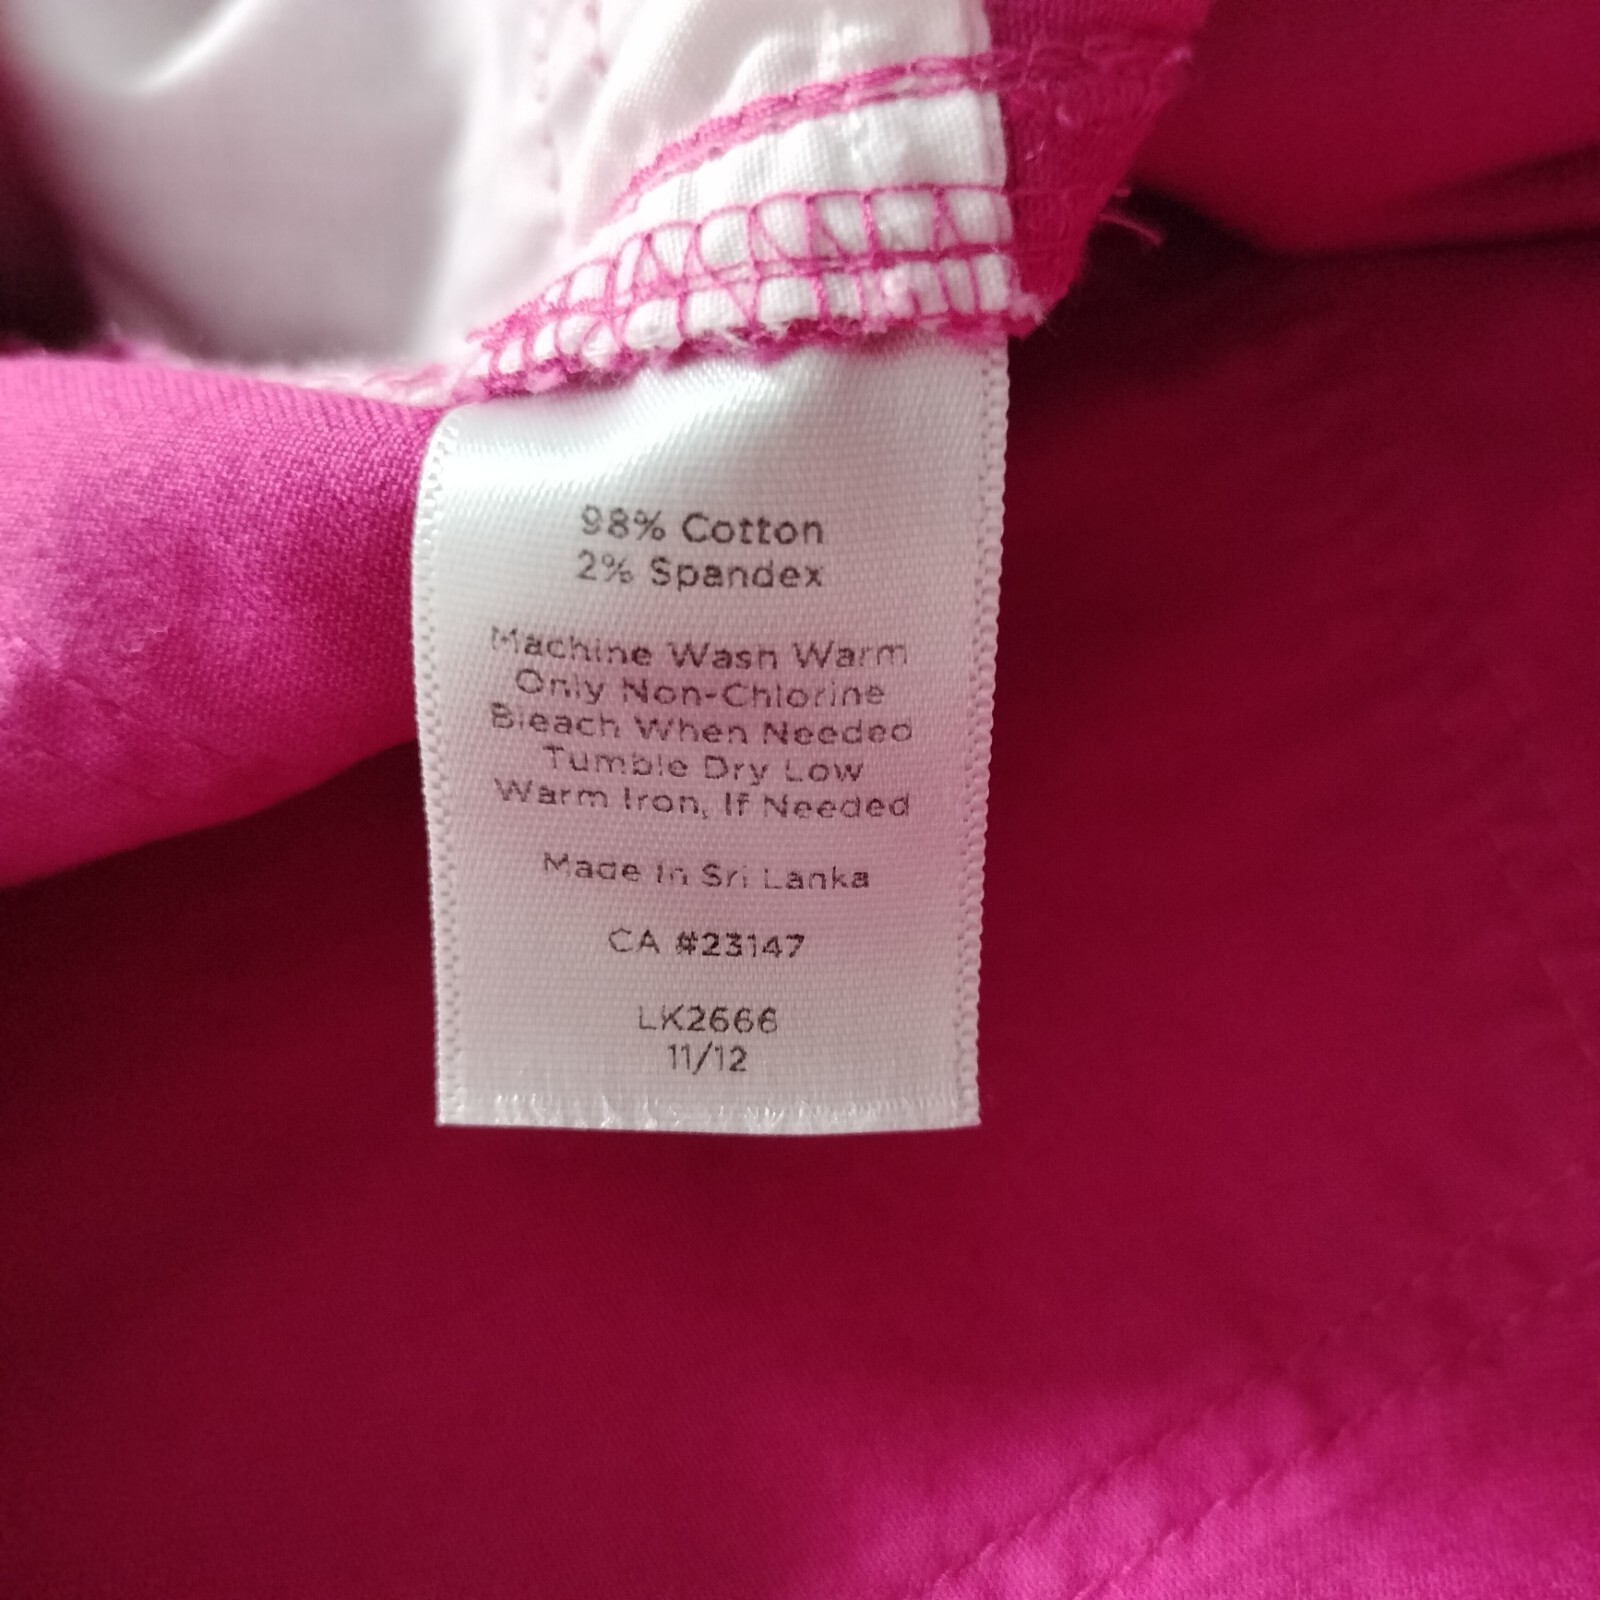 98% Cotton
2% Spandex
Machine Wash Warm
Only Non-Chlorine
Bleach When Needed
Tumble Dry Low
Warm Iron, If Needed
Made In Sri Lanka
CA #23147
LK2666
11/12